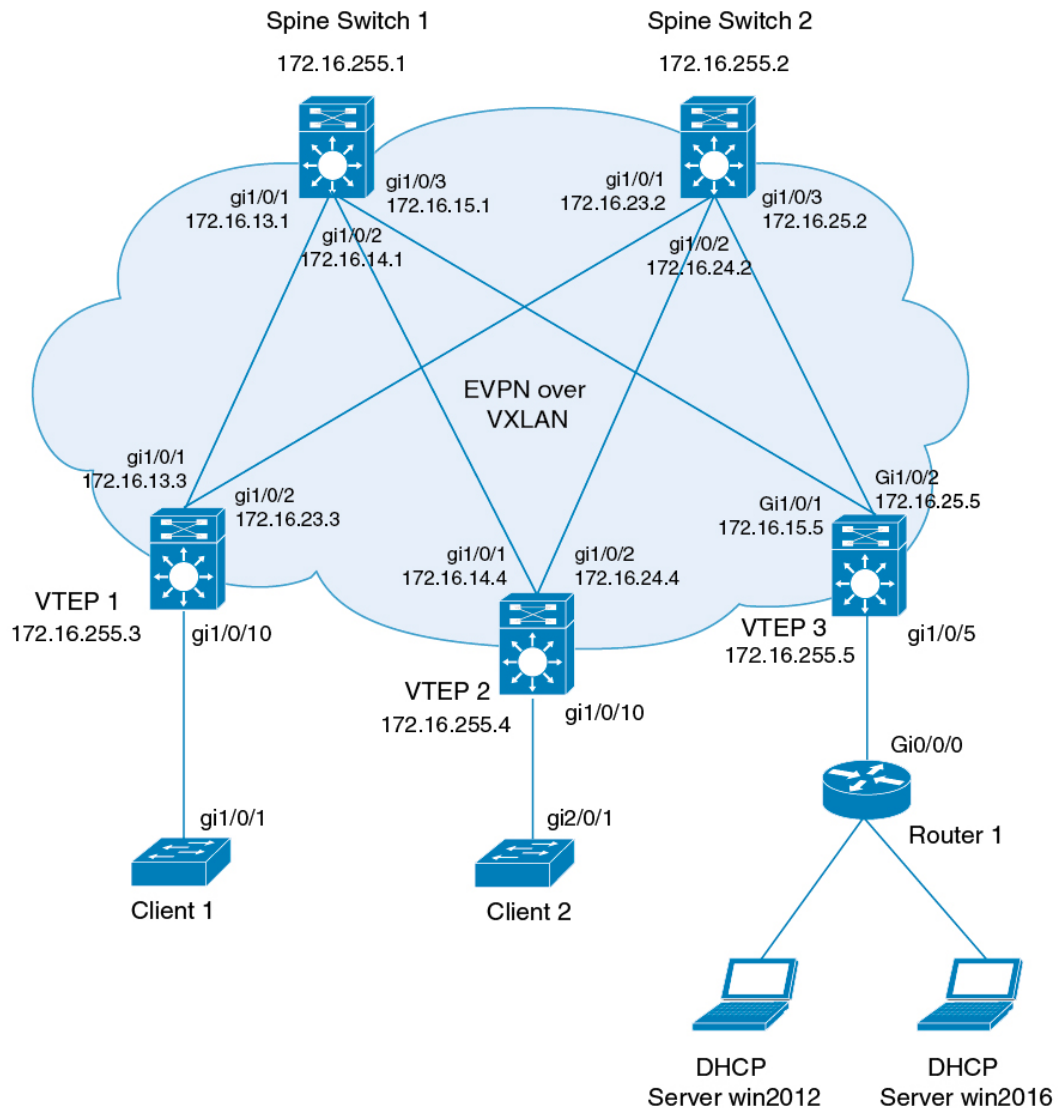 Spine Switch 1
172.16.255.1
Spine Switch 2
172.16.255.2
gi1/0/1
172.16.13.1
gi1/0/3
172.16.15.1
gi1/0/2
172.16.14.1
gi1/0/1
172.16.23.2
gi1/0/3
172.16.25.2
gi1/0/2
172.16.24.2
EVPN over
VXLAN
gi1/0/1
172.16.13.3
gi1/0/2
172.16.23.3
VTEP 1
172.16.255.3
gi1/0/10
gi1/0/1
172.16.14.4
gi1/0/2
172.16.24.4
VTEP 2
172.16.255.4
gi1/0/10
Gi1/0/1
172.16.15.5
Gi1/0/2
172.16.25.5
VTEP 3
172.16.255.5
gi1/0/5
Gi0/0/0
Router 1
gi1/0/1
Client 1
gi2/0/1
Client 2
DHCP
Server win2012
DHCP
Server win2016